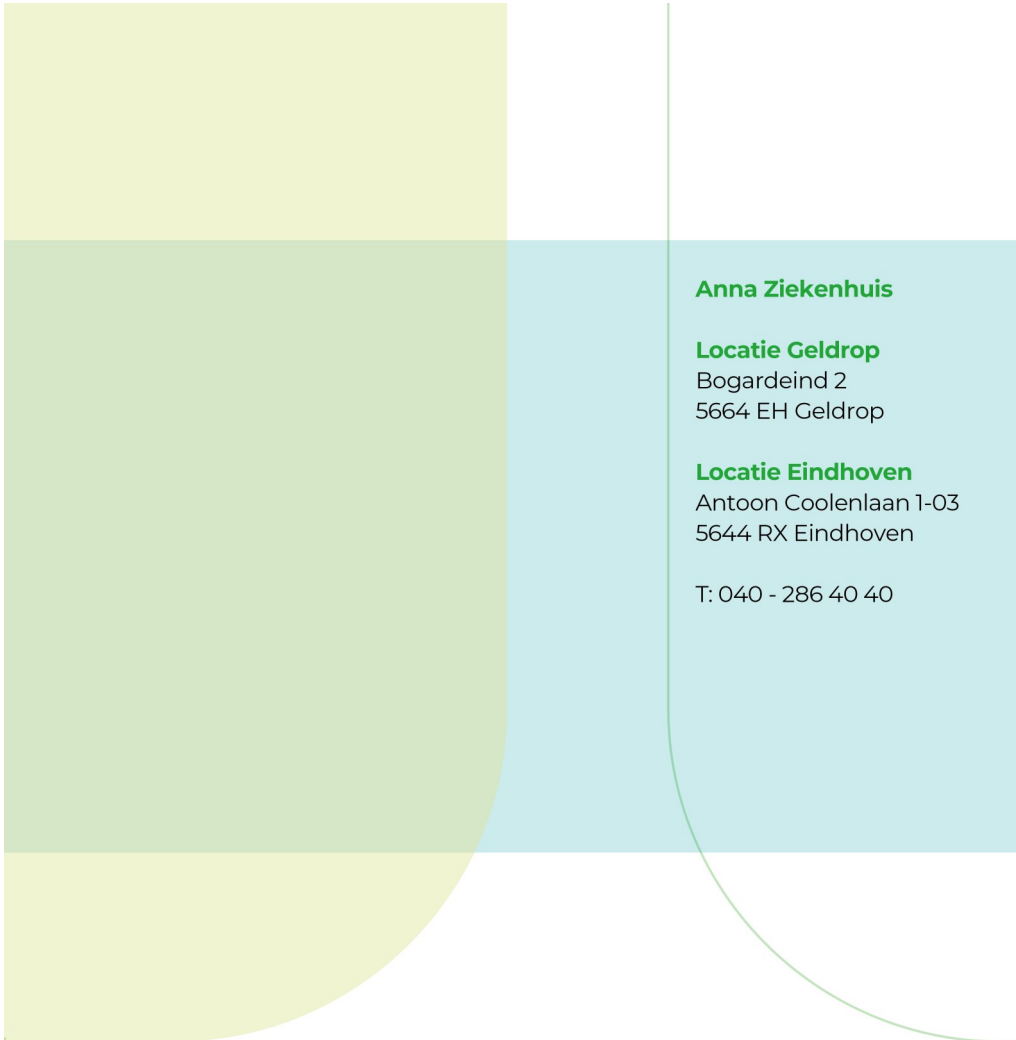 Anna Ziekenhuis
Locatie Geldrop
Bogardeind 2
5664 EH Geldrop
Locatie Eindhoven
Antoon Coolenlaan 1-03
5644 RX Eindhoven
T: 040 - 286 40 40